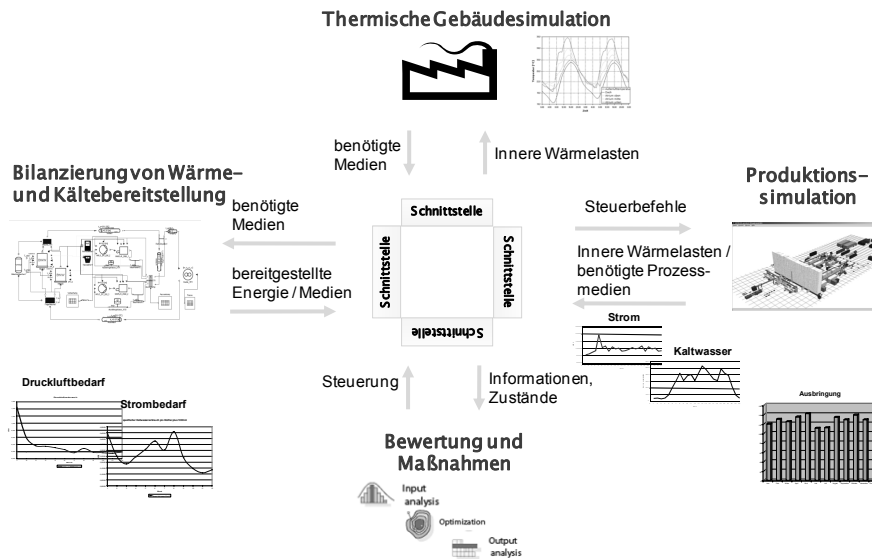 Thermische Gebäudesimulation
benötigte
Medien
Innere Wärmelasten
Bilanzierung von Wärme-
und Kältebereitstellung
Produktions-
simulation
benötigte
Medien
Schnittstelle
Steuerbefehle
Schnittstelle
Schnittstelle
Innere Wärmelasten /
benötigte Prozess-
medien
bereitgestellte
Energie / Medien
Schnittstelle
Strom
Kaltwasser
Steuerung
Informationen,
Zustände
Druckluftbedarf
Strombedarf
Ausbringung
Bewertung und
Maßnahmen
Input
analysis
Optimization
Output
analysis